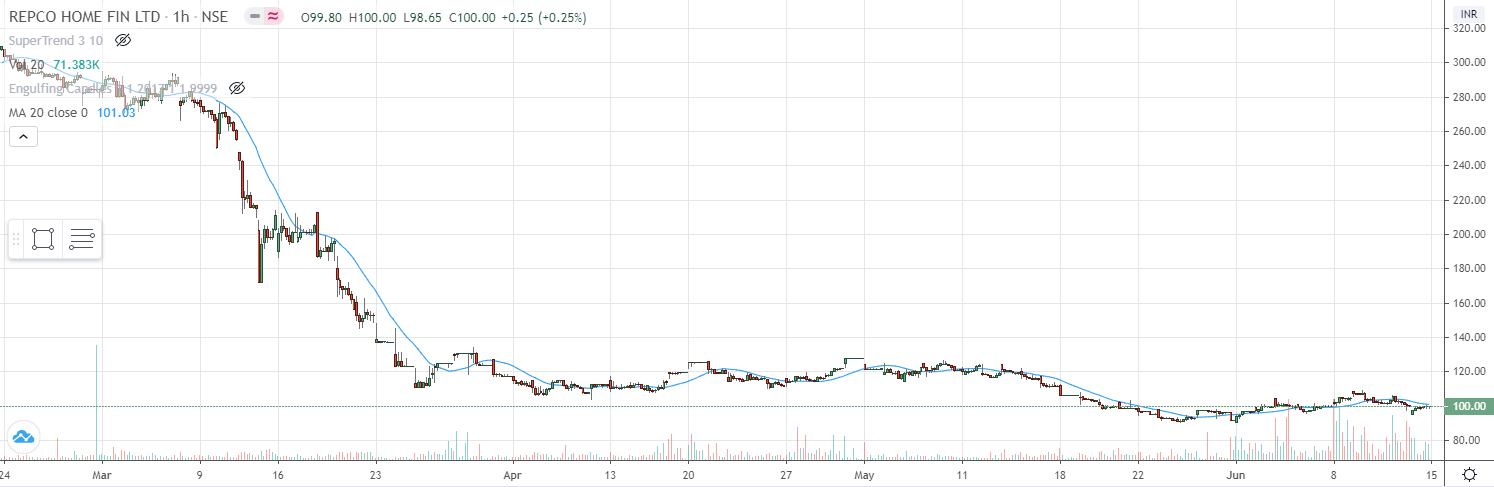 REPCO HOME FIN LTD · 1h · NSE O99.80 H100.00 L98.65 C100.00 +0.25 (+0.25%)
SuperTrend 3 10
Vol 20 71.383K
Engulfing Candles
MA 20 close 0 101.03
INR
320.00
300.00
280.00
260.00
240.00
220.00
200.00
180.00
160.00
140.00
120.00
100.00
80.00
24 Mar 9 16 23 Apr 13 20 27 May 11 18 22 Jun 8 15